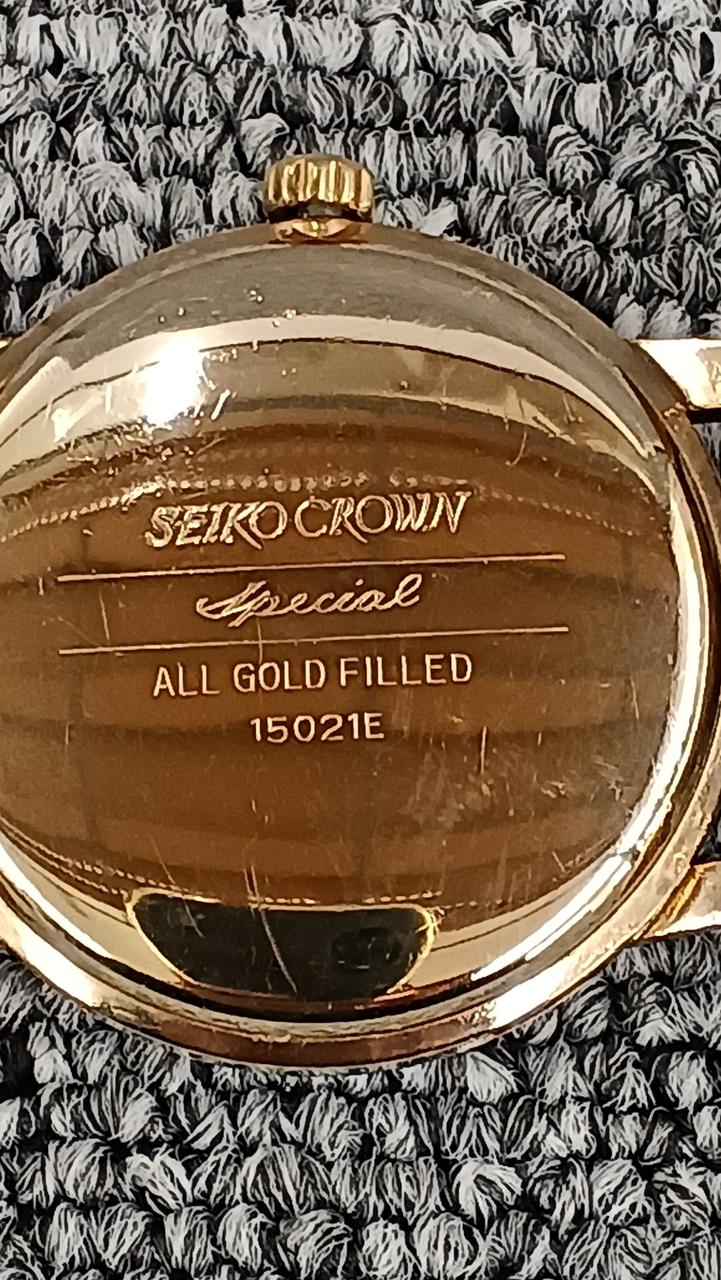 SEIKO CROWN
Special
ALL GOLD FILLED
15021E